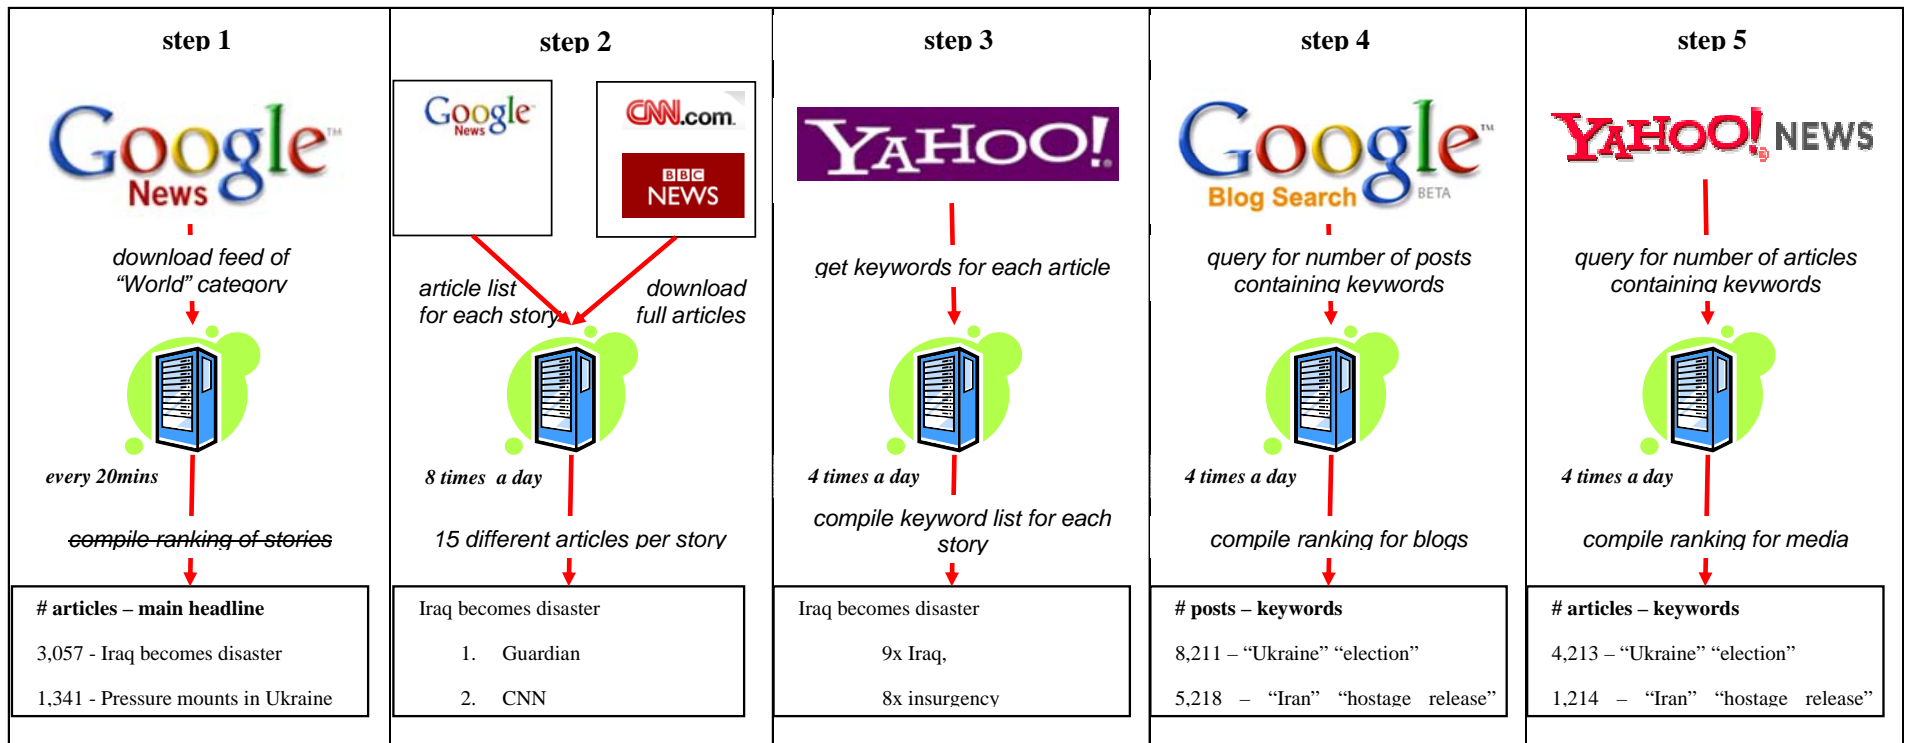 step 1
Google™
News
download feed of
“World” category
every 20mins
compile ranking of stories
# articles – main headline
3,057 - Iraq becomes disaster
1,341 - Pressure mounts in Ukraine
step 2
Google™
News
CNN.com.
BBC
NEWS
article list
for each story
download
full articles
8 times a day
15 different articles per story
Iraq becomes disaster
1. Guardian
2. CNN
step 3
YAHOO!
get keywords for each article
4 times a day
compile keyword list for each
story
Iraq becomes disaster
9x Iraq,
8x insurgency
step 4
Google™
Blog Search BETA
query for number of posts
containing keywords
4 times a day
compile ranking for blogs
# posts – keywords
8,211 – “Ukraine” “election”
5,218 – “Iran” “hostage release”
step 5
YAHOO!® NEWS
query for number of articles
containing keywords
4 times a day
compile ranking for media
# articles – keywords
4,213 – “Ukraine” “election”
1,214 – “Iran” “hostage release”